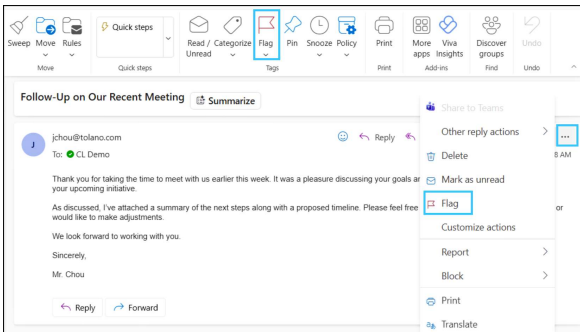 Quick steps
Sweep Move Rules Read / Categorize Flag Pin Snooze Policy Print More Viva Discover Undo
Unread apps Insights groups
Move Quick steps Tags Print Add-ins Find Undo
Follow-Up on Our Recent Meeting Summarize
Share to Teams
J
jchou@tolano.com Reply Other reply actions
To: CL Demo Delete 8 AM
Thank you for taking the time to meet with us earlier this week. It was a pleasure discussing your goals
your upcoming initiative.
Mark as unread
As discussed, I've attached a summary of the next steps along with a proposed timeline. Please feel free or
would like to make adjustments.
Flag
We look forward to working with you.
Customize actions
Sincerely,
Report
Mr. Chou
Block
Reply Forward
Print
Translate